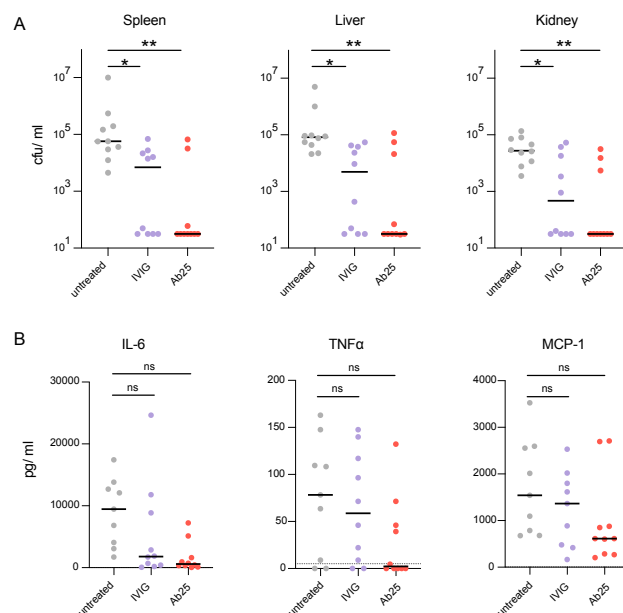 A
Spleen
Liver
Kidney
** ** **
* * *
cfu/ ml
10^7
10^5
10^3
10^1
untreated
IVIG
Ab25
10^7
10^5
10^3
10^1
untreated
IVIG
Ab25
10^7
10^5
10^3
10^1
untreated
IVIG
Ab25
B
IL-6
TNFα
MCP-1
ns
ns
pg/ ml
30000
20000
10000
0
untreated
IVIG
Ab25
ns
ns
200
150
100
50
0
untreated
IVIG
Ab25
ns
ns
4000
3000
2000
1000
0
untreated
IVIG
Ab25